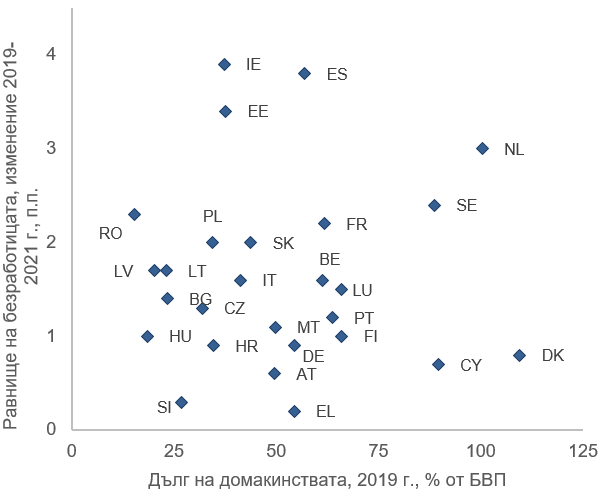 Равнище на безработицата, изменение 2019-
2021 г., п.п.
4
3
2
1
0
IE
ES
EE
NL
SE
PL
FR
RO
SK
BE
LV
LT
IT
LU
BG
CZ
PT
MT
HU
FI
HR
DE
CY
DK
AT
SI
EL
0 25 50 75 100 125
Дълг на домакинствата, 2019 г., % от БВП